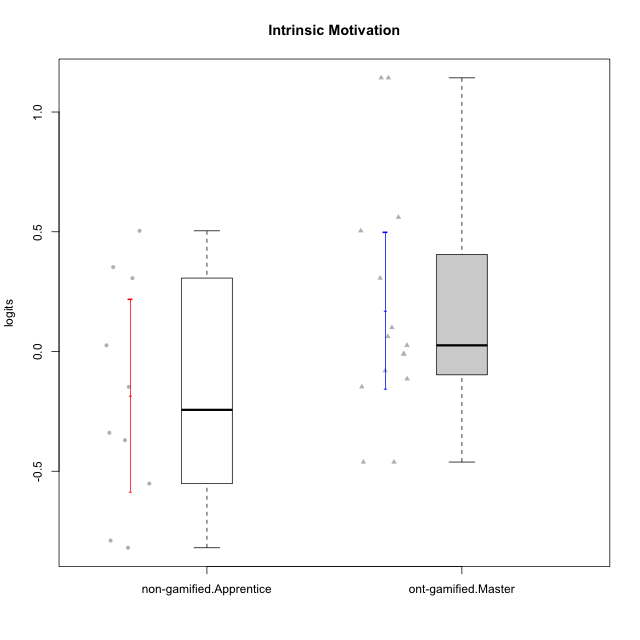 Intrinsic Motivation
logits
1.0
0.5
0.0
-0.5
non-gamified.Apprentice
ont-gamified.Master